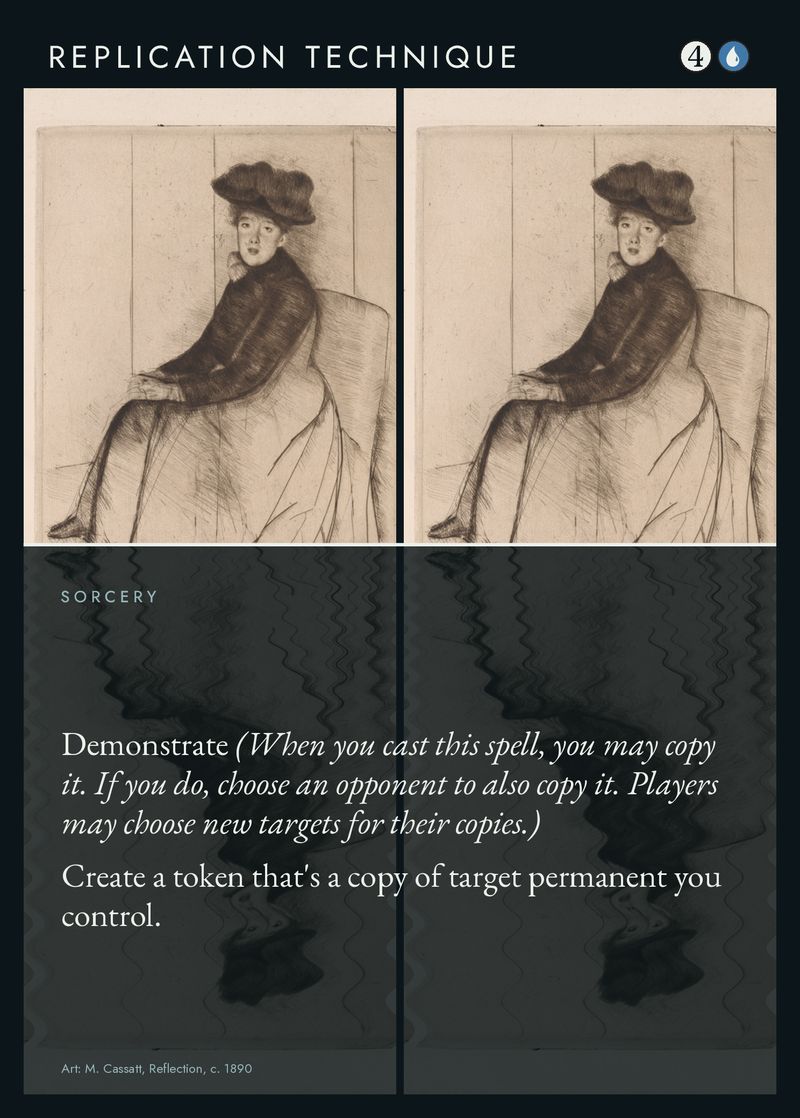 REPLICATION TECHNIQUE 4
SORCERY
Demonstrate (When you cast this spell, you may copy
it. If you do, choose an opponent to also copy it. Players
may choose new targets for their copies.)
Create a token that's a copy of target permanent you
control.
Art: M. Cassatt, Reflection, c. 1890